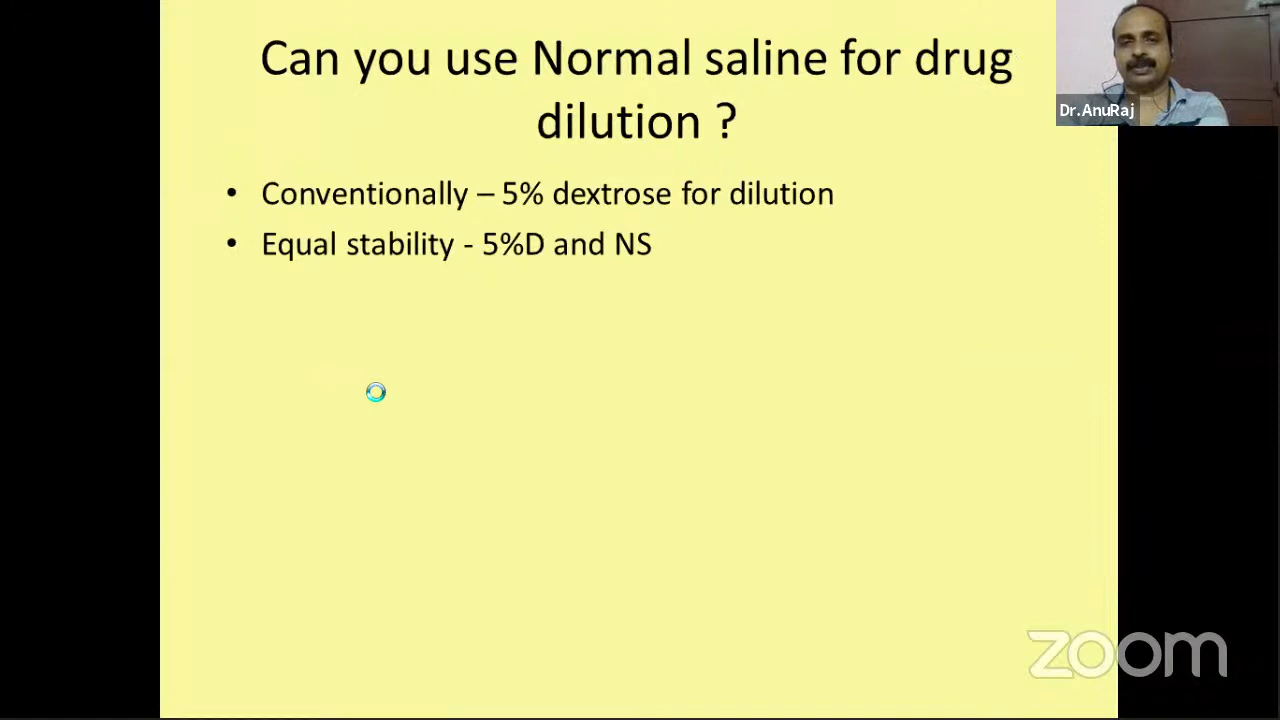 Can you use Normal saline for drug
dilution ?
Dr.AnuRaj
• Conventionally – 5% dextrose for dilution
• Equal stability - 5%D and NS
zoom